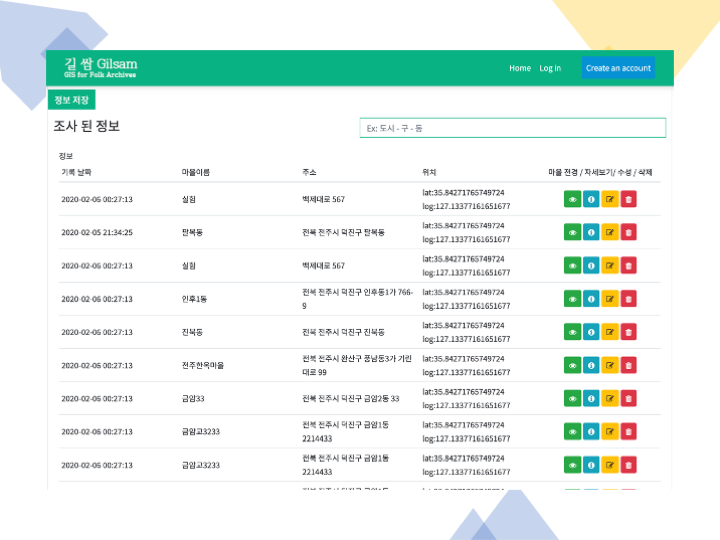 길 쌈 Gilsam
GIS for Folk Archives
Home Log in Create an account
정보 저장
조사 된 정보
Ex: 도시 - 구 - 동
정보
기록 날짜 마을이름 주소 위치 마을 전경 / 자세보기/ 수성 / 삭제
2020-02-06 00:27:13 실험 백제대로 567 lat:35.84271765749724
log:127.13377161651677
2020-02-05 21:34:25 팔복동 전북 전주시 덕진구 팔복동 lat:35.84271765749724
log:127.13377161651677
2020-02-06 00:27:13 실험 백제대로 567 lat:35.84271765749724
log:127.13377161651677
2020-02-06 00:27:13 인후1동 전북 전주시 덕진구 인후동1가 766- lat:35.84271765749724
9 log:127.13377161651677
2020-02-06 00:27:13 진북동 전북 전주시 덕진구 진북동 lat:35.84271765749724
log:127.13377161651677
2020-02-06 00:27:13 전주한옥마을 전북 전주시 완산구 풍남동3가 기린 lat:35.84271765749724
대로 99 log:127.13377161651677
2020-02-06 00:27:13 금암33 전북 전주시 덕진구 금암2동 33 lat:35.84271765749724
log:127.13377161651677
2020-02-06 00:27:13 금암교3233 전북 전주시 덕진구 금암1동 lat:35.84271765749724
2214433 log:127.13377161651677
2020-02-06 00:27:13 금암교3233 전북 전주시 덕진구 금암1동 lat:35.84271765749724
2214433 log:127.13377161651677